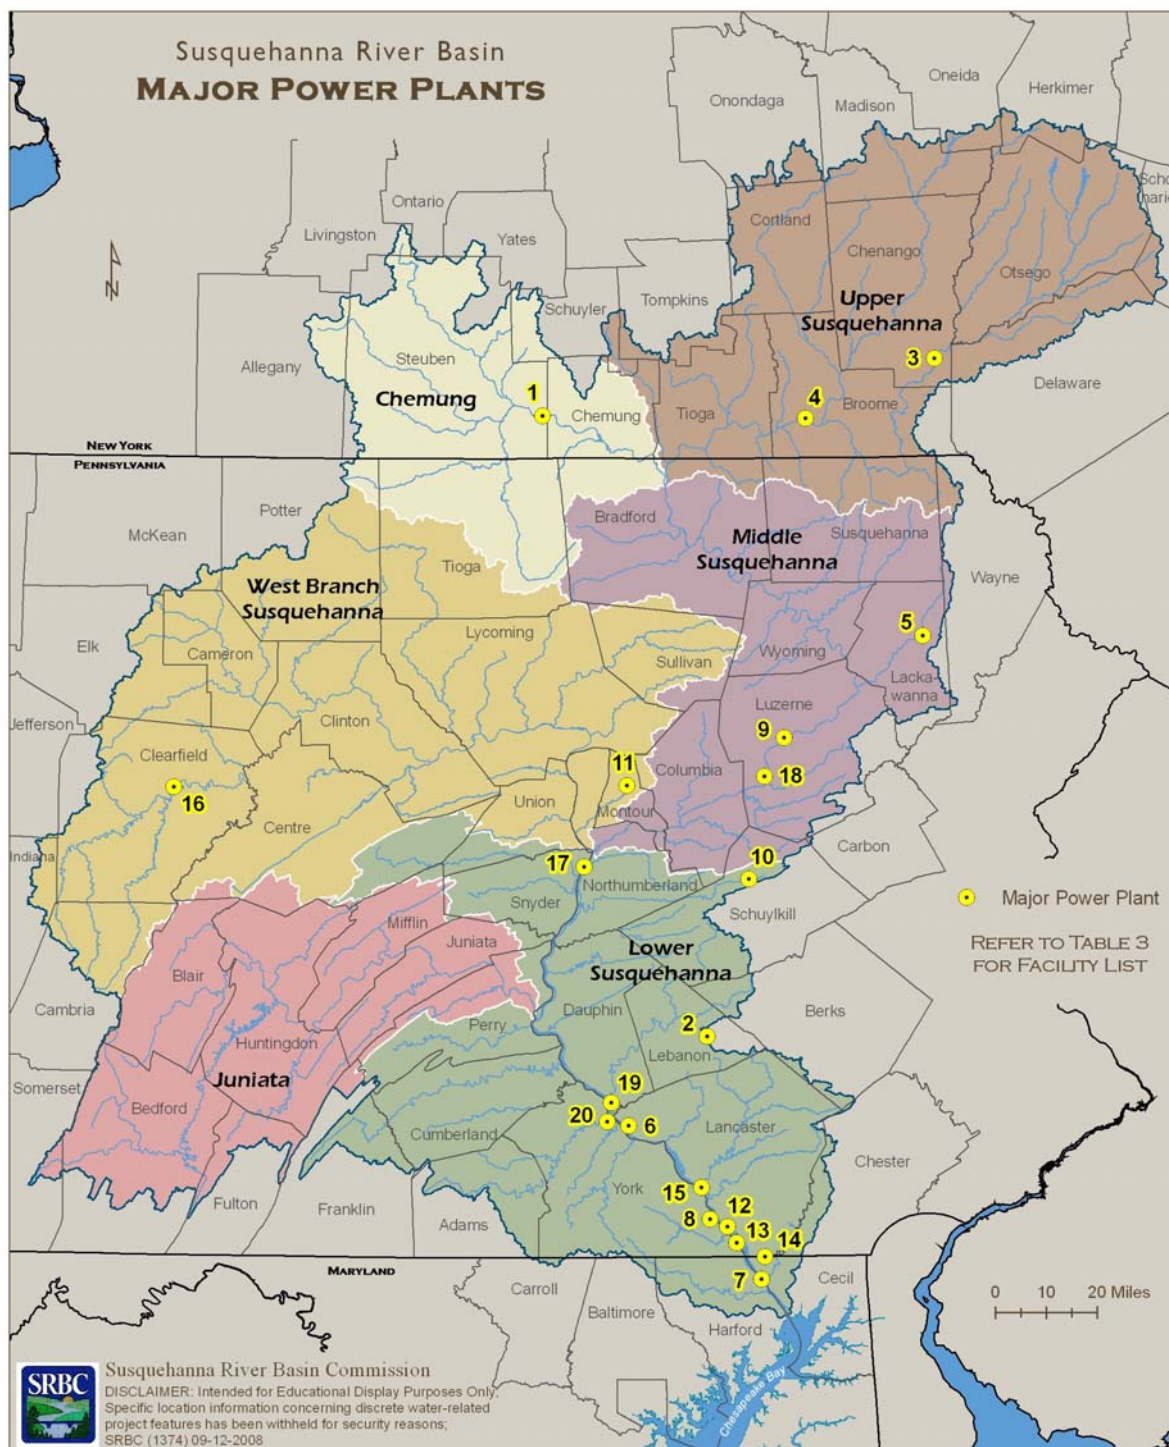 Susquehanna River Basin
MAJOR POWER PLANTS
Oneida
Herkimer
Onondaga
Madison
Cortland
Ontario
Livingston
Yates
Chenango
Otsego
Schuyler
Tompkins
Upper
Susquehanna
Allegany
Steuben
3
Delaware
Chemung
1
Chemung
Tioga
4
Broome
NEW YORK
PENNSYLVANIA
McKean
Potter
Bradford
Middle
Susquehanna
Susquehanna
Tioga
West Branch
Susquehanna
Wayne
Elk
Cameron
Lycoming
Sullivan
Wyoming
5
Lacka-
wanna
Jefferson
Clinton
Luzerne
9
Clearfield
16
11
Columbia
18
Union
Montour
Centre
Indiana
17
10
Carbon
Northumberland
Snyder
Schuylkill
Major Power Plant
REFER TO TABLE 3
FOR FACILITY LIST
Mifflin
Juniata
Lower
Susquehanna
Blair
Cambria
Dauphin
Perry
2
Berks
Huntingdon
Lebanon
Somerset
Juniata
Bedford
19
20
6
Lancaster
Cumberland
Chester
Fulton
Franklin
Adams
York
15
8
12
13
14
MARYLAND
7
Cecil
Carroll
Baltimore
Harford
0 10 20 Miles
Chesapeake Bay
SRBC
Susquehanna River Basin Commission
DISCLAIMER: Intended for Educational Display Purposes Only.
Specific location information concerning discrete water-related
project features has been withheld for security reasons;
SRBC (1374) 09-12-2008